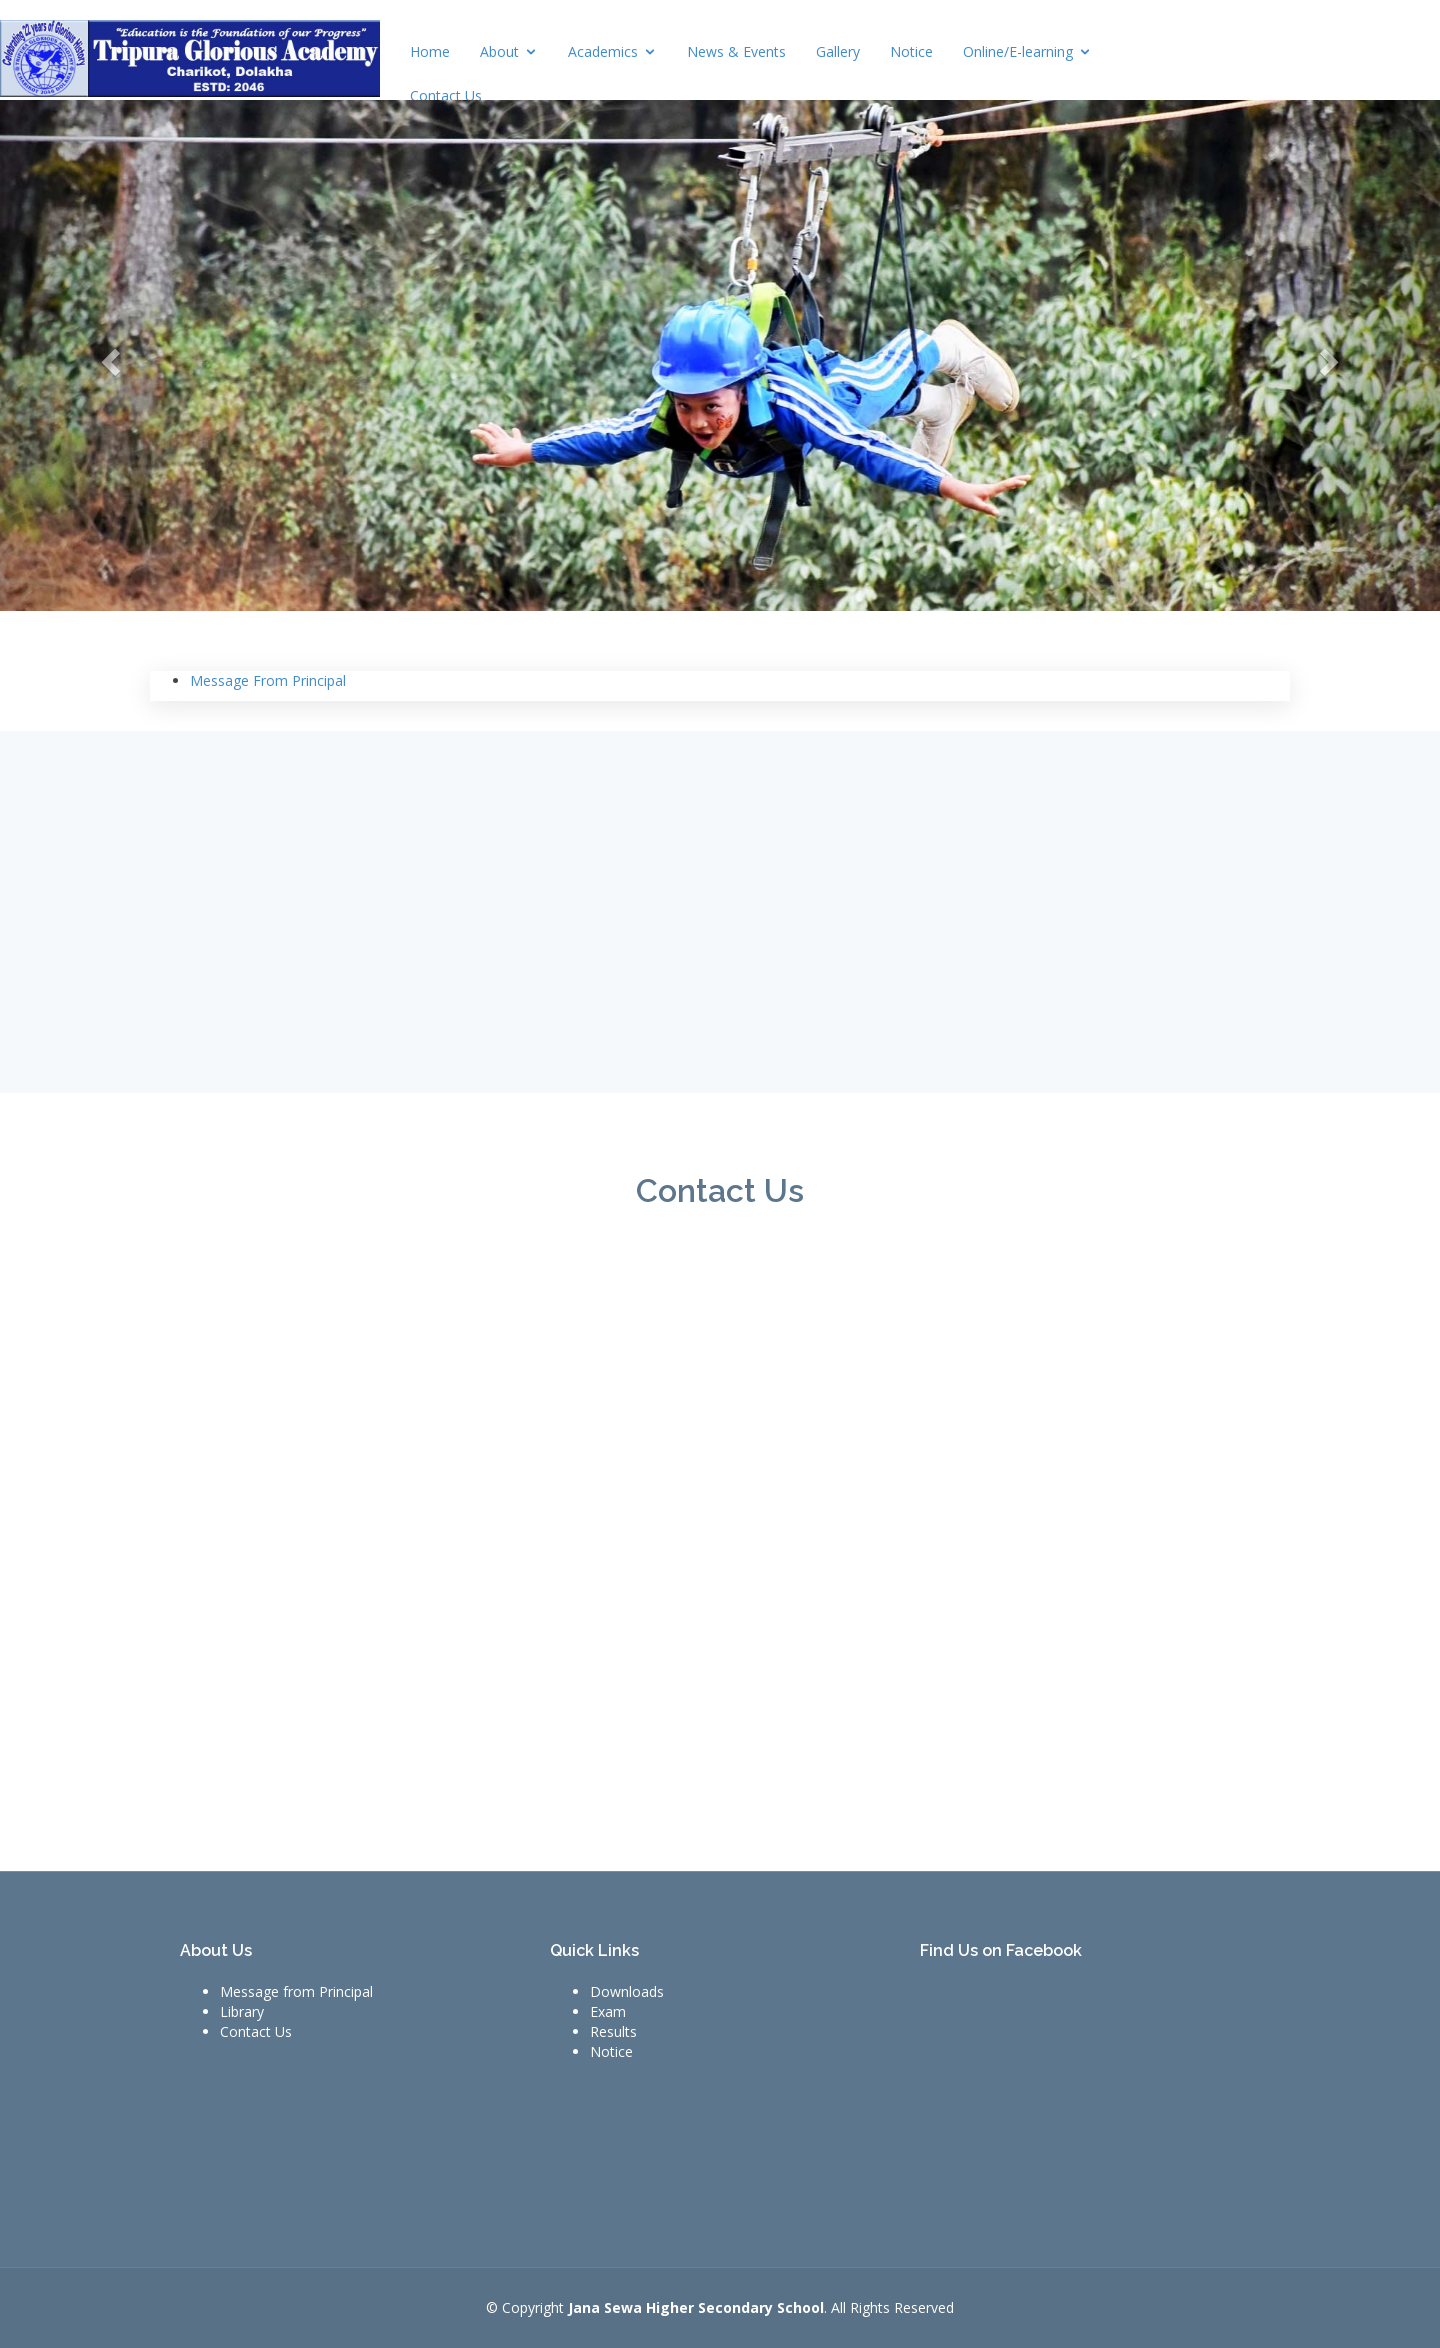 Celebrating 22 years of Glorious History
"Education is the Foundation of our Progress"
Tripura Glorious Academy
Charikot, Dolakha
ESTD: 2046
Home
About
Academics
News & Events
Gallery
Notice
Online/E-learning
Contact Us
Message From Principal
Contact Us
About Us
Message from Principal
Library
Contact Us
Quick Links
Downloads
Exam
Results
Notice
Find Us on Facebook
© Copyright Jana Sewa Higher Secondary School. All Rights Reserved